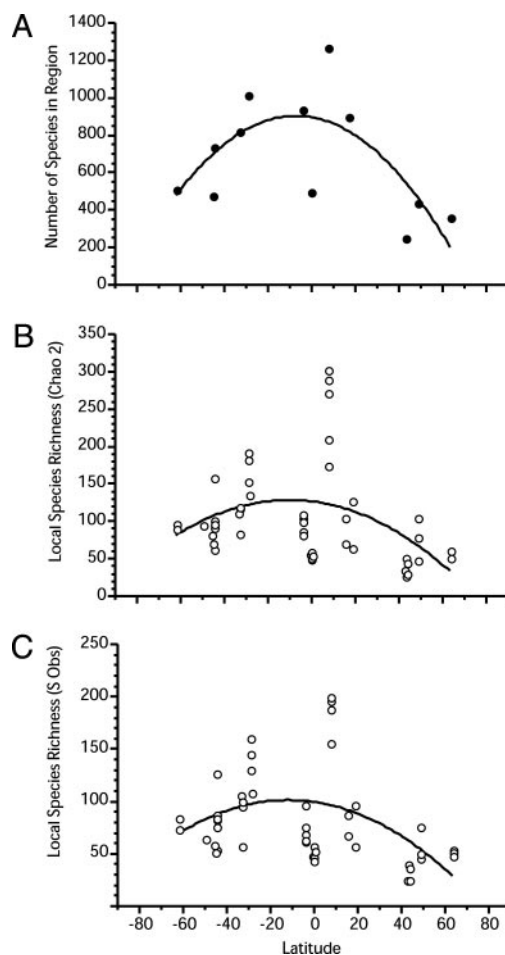 A
Number of Species in Region
1400
1200
1000
800
600
400
200
0
B
Local Species Richness (Chao 2)
350
300
250
200
150
100
50
0
C
Local Species Richness (S Obs)
250
200
150
100
50
-80 -60 -40 -20 0 20 40 60 80
Latitude